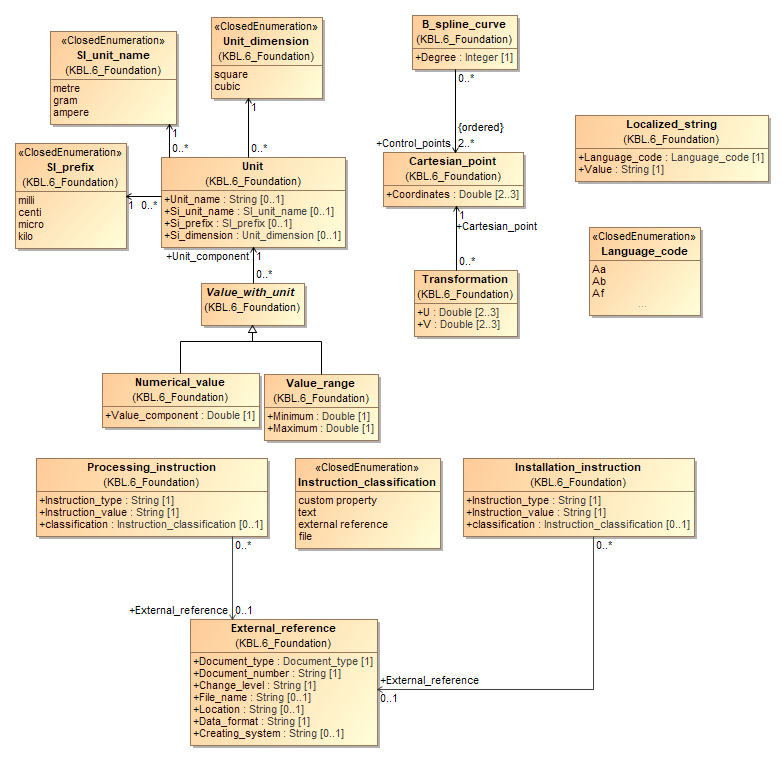 «ClosedEnumeration»
SI_unit_name
(KBL.6_Foundation)
metre
gram
ampere
«ClosedEnumeration»
Unit_dimension
(KBL.6_Foundation)
square
cubic
B_spline_curve
(KBL.6_Foundation)
+Degree : Integer [1]
0..*
{ordered}
+Control_points
2..*
1
0..*
1
0..*
«ClosedEnumeration»
SI_prefix
(KBL.6_Foundation)
milli
centi
micro
kilo
1
0..*
Unit
(KBL.6_Foundation)
+Unit_name : String [0..1]
+Si_unit_name : SI_unit_name [0..1]
+Si_prefix : SI_prefix [0..1]
+Si_dimension : Unit_dimension [0..1]
Cartesian_point
(KBL.6_Foundation)
+Coordinates : Double [2..3]
Localized_string
+Language_code : Language_code [1]
+Value : String [1]
1
+Cartesian_point
0..*
«ClosedEnumeration»
Language_code
Aa
Ab
Af
...
+Unit_component
1
0..*
Value_with_unit
(KBL.6_Foundation)
Transformation
(KBL.6_Foundation)
+U : Double [2..3]
+V : Double [2..3]
Numerical_value
(KBL.6_Foundation)
+Value_component : Double [1]
Value_range
(KBL.6_Foundation)
+Minimum : Double [1]
+Maximum : Double [1]
Processing_instruction
(KBL.6_Foundation)
+Instruction_type : String [1]
+Instruction_value : String [1]
+classification : Instruction_classification [0..1]
«ClosedEnumeration»
Instruction_classification
custom property
text
external reference
file
Installation_instruction
(KBL.6_Foundation)
+Instruction_type : String [1]
+Instruction_value : String [1]
+classification : Instruction_classification [0..1]
0..*
0..*
+External_reference
0..1
External_reference
(KBL.6_Foundation)
+Document_type : Document_type [1]
+Document_number : String [1]
+Change_level : String [1]
+File_name : String [0..1]
+Location : String [0..1]
+Data_format : String [1]
+Creating_system : String [0..1]
+External_reference
0..1